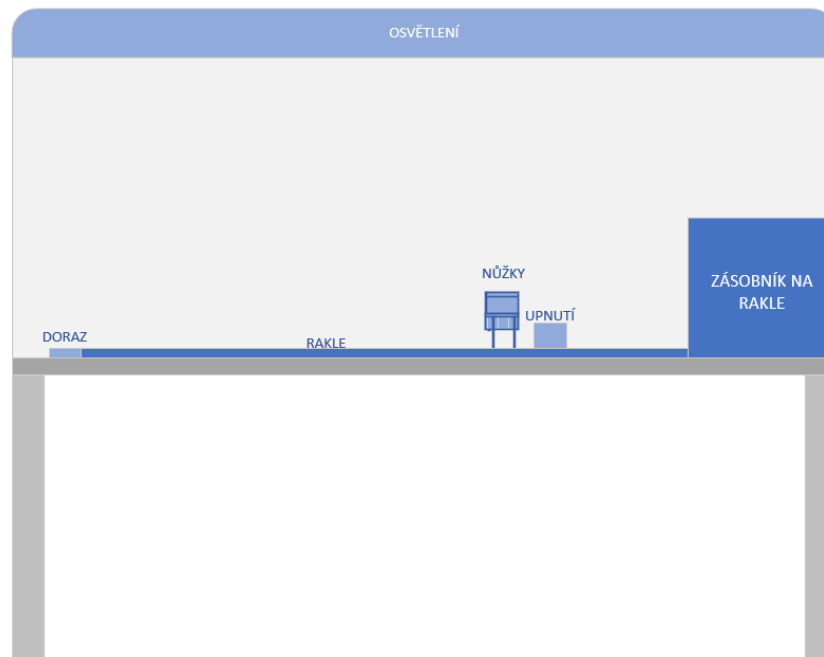 OSVĚTLENÍ
NŮŽKY
ZÁSOBNÍK NA
RAKLE
UPNUTÍ
DORAZ
RAKLE